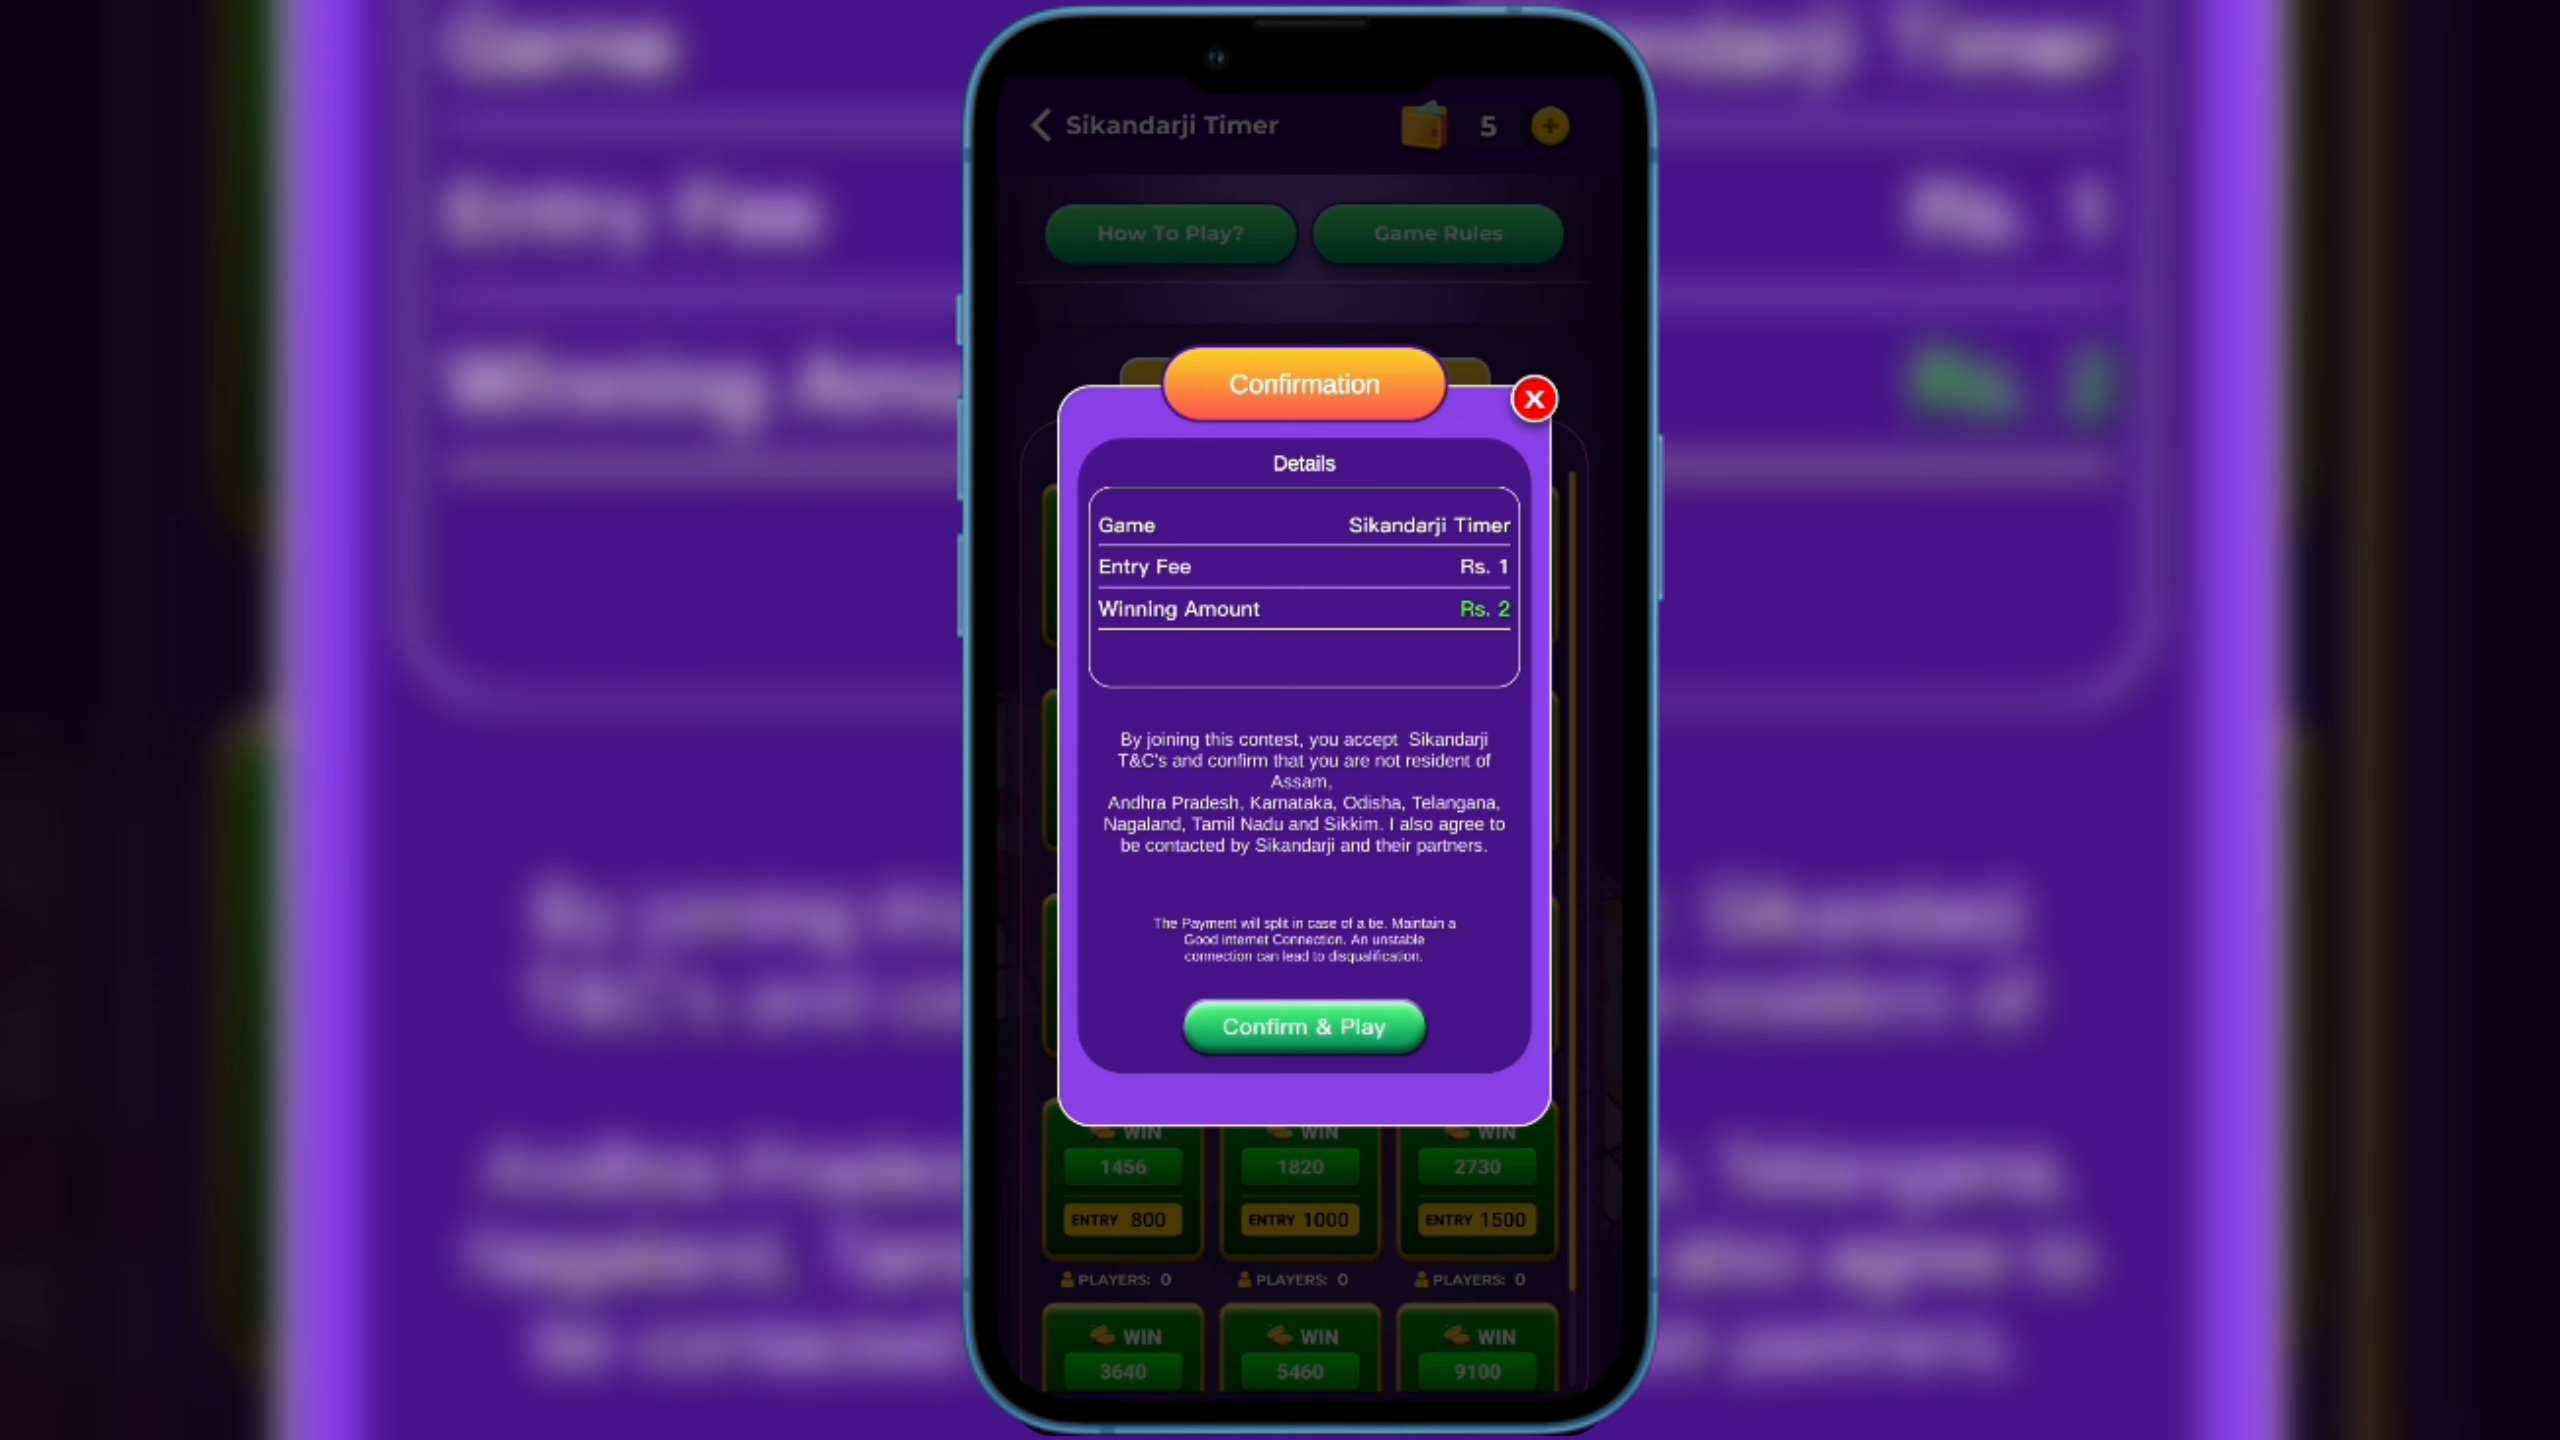 Sikandarji Timer
5
How To Play?
Game Rules
Confirmation
X
Details
Game Sikandarji Timer
Entry Fee Rs. 1
Winning Amount Rs. 2
By joining this contest, you accept Sikandarji
T&C's and confirm that you are not resident of
Assam,
Andhra Pradesh, Karnataka, Odisha, Telangana,
Nagaland, Tamil Nadu and Sikkim. I also agree to
be contacted by Sikandarji and their partners.
The Payment will split in case of a tie. Maintain a
Good internet Connection. An unstable
connection can lead to disqualification.
Confirm & Play
WIN WIN WIN
1456 1820 2730
ENTRY 800 ENTRY 1000 ENTRY 1500
PLAYERS: 0 PLAYERS: 0 PLAYERS: 0
WIN WIN WIN
3640 5460 9100